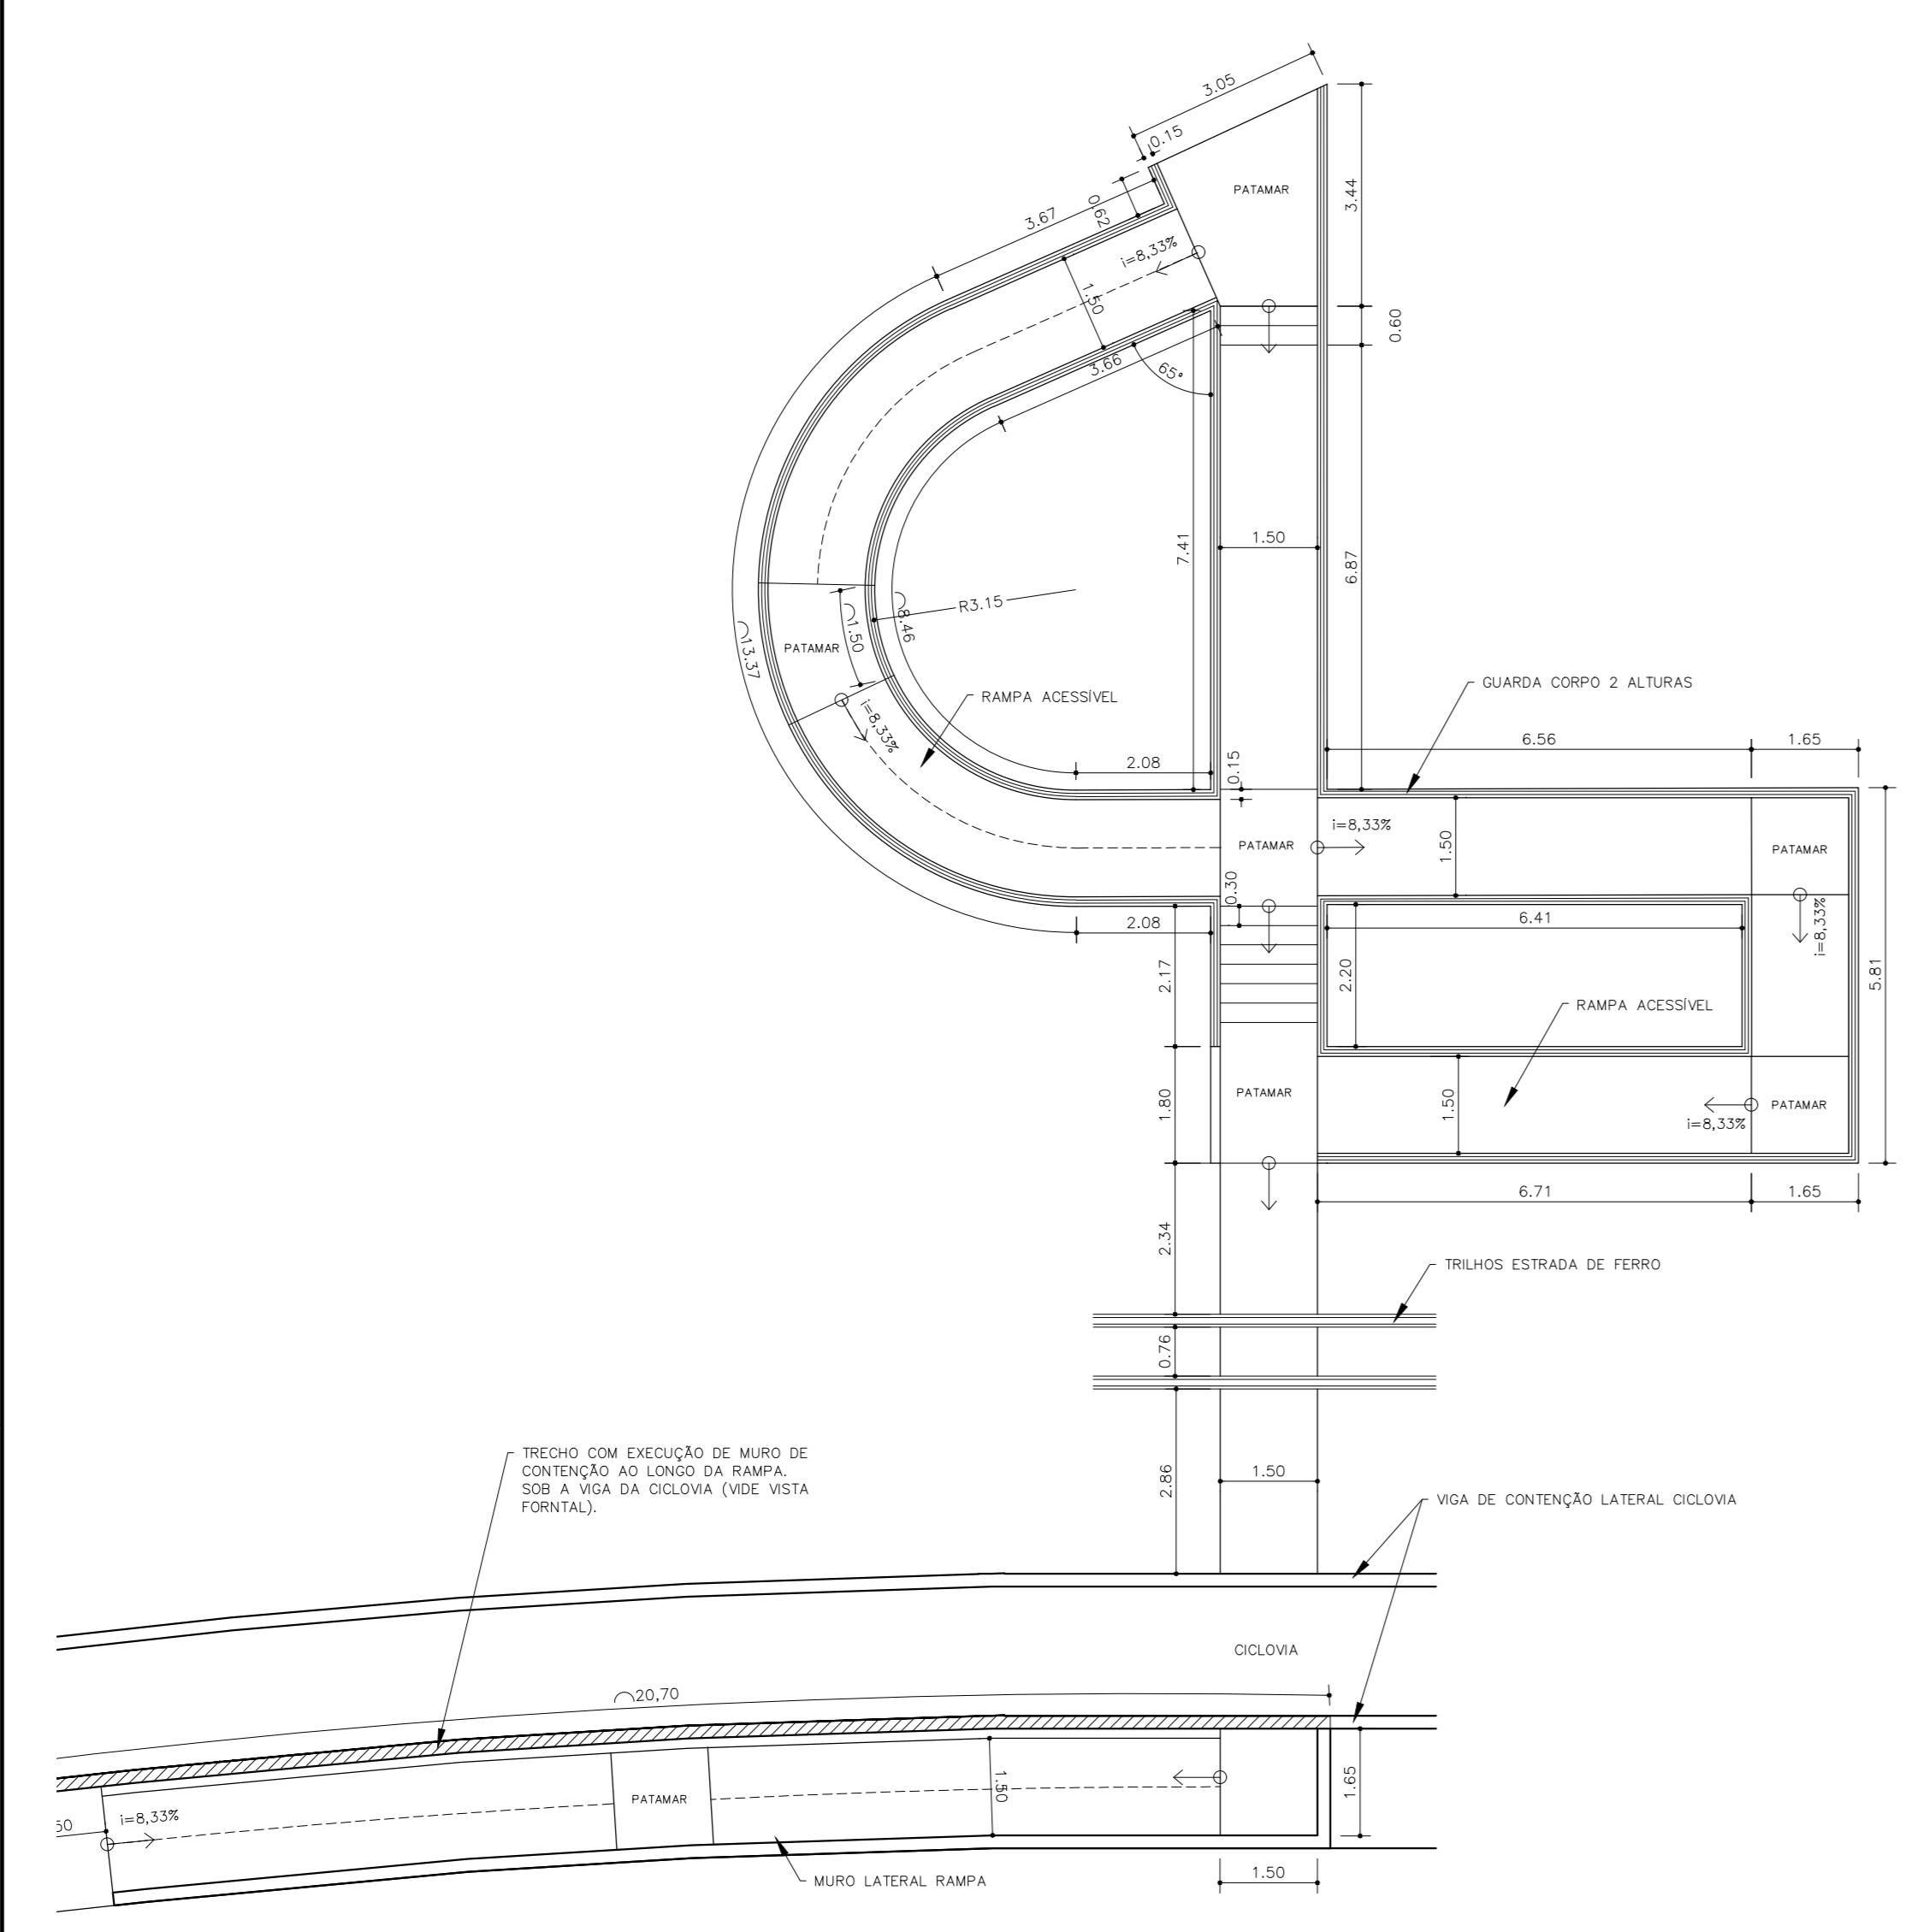 3.05
0.15
PATAMAR
3.44
3.67
0.62
i=8,33%
1.50
0.60
3.66
65°
7.41
1.50
6.87
R3.15
8.46
1.50
13.37
PATAMAR
RAMPA ACESSÍVEL
i=8,33%
GUARDA CORPO 2 ALTURAS
6.56
1.65
2.08
0.15
i=8,33%
1.50
PATAMAR
PATAMAR
0.30
2.08
6.41
i=8,33%
2.17
2.20
5.81
RAMPA ACESSÍVEL
PATAMAR
1.80
1.50
PATAMAR
i=8,33%
6.71
1.65
2.34
TRILHOS ESTRADA DE FERRO
0.76
TRECHO COM EXECUÇÃO DE MURO DE
CONTENÇÃO AO LONGO DA RAMPA.
SOB A VIGA DA CICLOVIA (VIDE VISTA
FORNTAL).
2.86
1.50
VIGA DE CONTENÇÃO LATERAL CICLOVIA
CICLOVIA
20,70
1.50
1.65
PATAMAR
i=8,33%
MURO LATERAL RAMPA
1.50